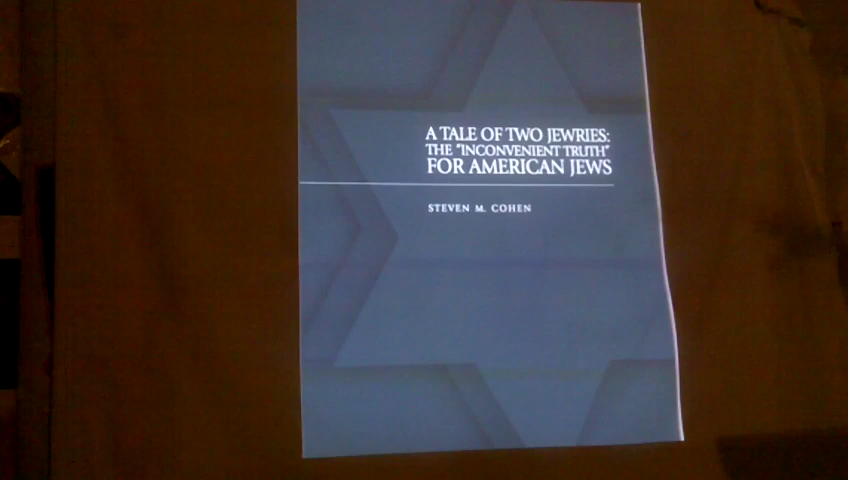 A TALE OF TWO JEWRIES:
THE "INCONVENIENT TRUTH"
FOR AMERICAN JEWS
STEVEN M. COHEN